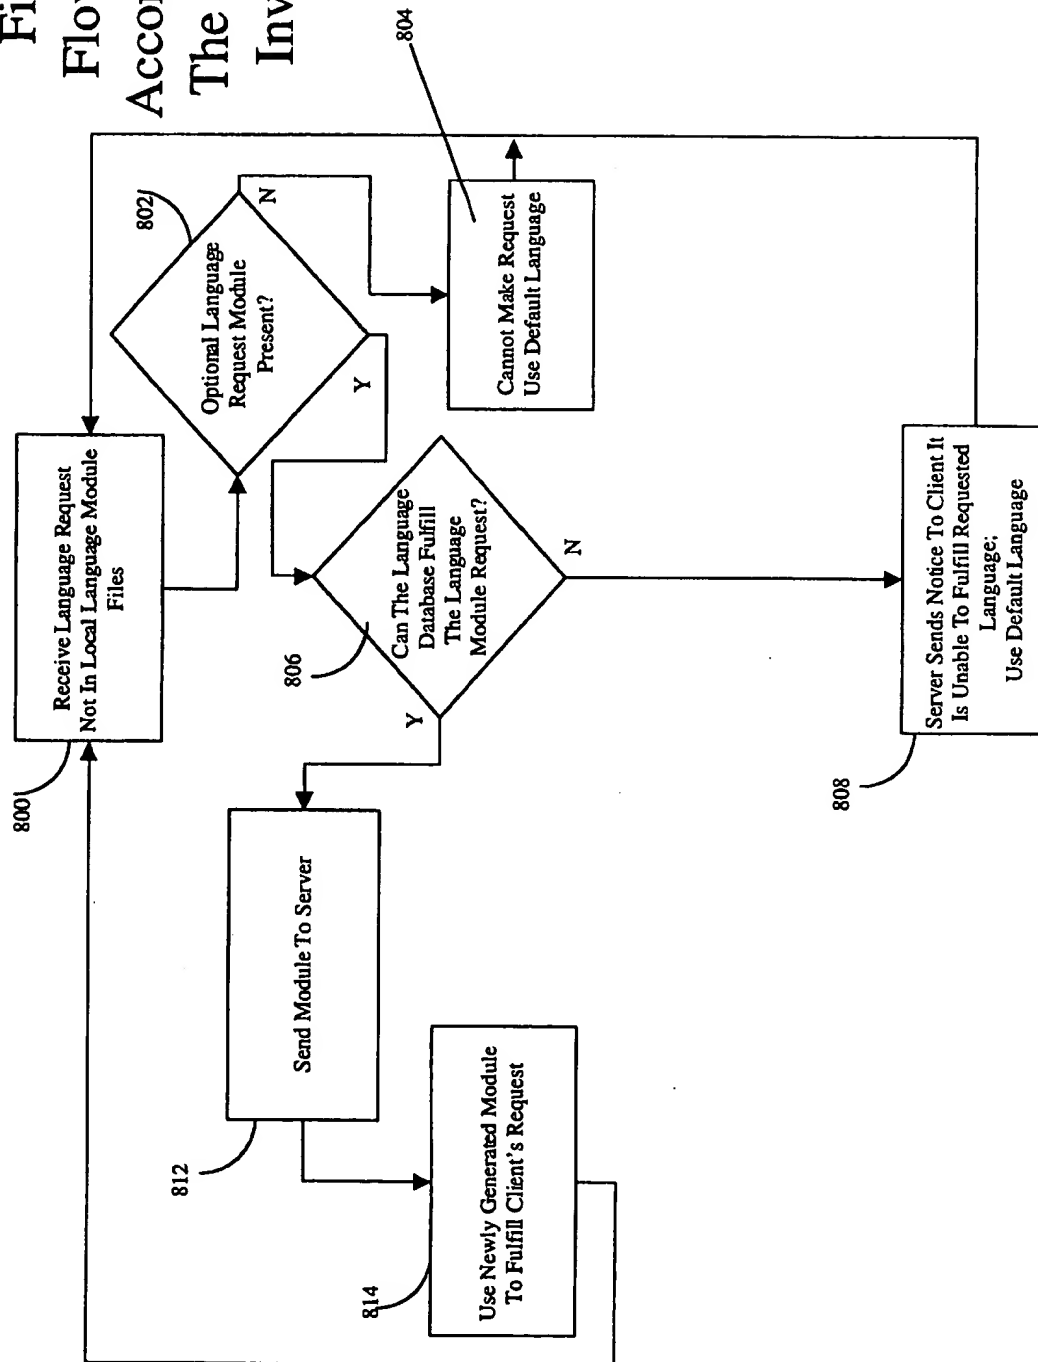 800
Receive Language Request
Not In Local Language Module
Files
802
Optional Language
Request Module
Present?
N
Y
804
Cannot Make Request
Use Default Language
806
Can The Language
Database Fulfill
The Language
Module Request?
Y
N
812
Send Module To Server
814
Use Newly Generated Module
To Fulfill Client's Request
808
Server Sends Notice To Client It
Is Unable To Fulfill Requested
Language;
Use Default Language
The